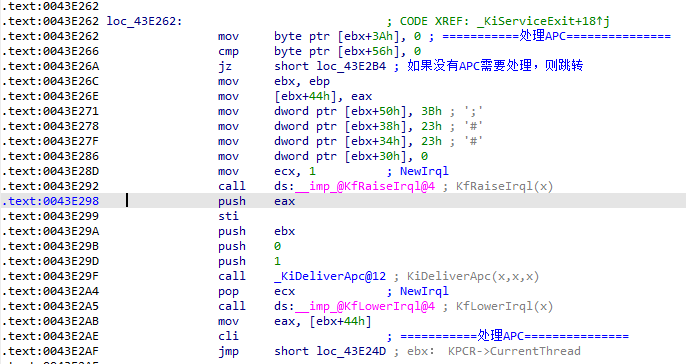 .text:0043E262
.text:0043E262 loc_43E262: ; CODE XREF: _KiServiceExit+18↑j
.text:0043E262 mov byte ptr [ebx+3Ah], 0 ; ===========处理APC===============
.text:0043E266 cmp byte ptr [ebx+56h], 0
.text:0043E26A jz short loc_43E2B4 ; 如果没有APC需要处理，则跳转
.text:0043E26C mov ebx, ebp
.text:0043E26E mov [ebx+44h], eax
.text:0043E271 mov dword ptr [ebx+50h], 3Bh ; ';'
.text:0043E278 mov dword ptr [ebx+38h], 23h ; '#'
.text:0043E27F mov dword ptr [ebx+34h], 23h ; '#'
.text:0043E286 mov dword ptr [ebx+30h], 0
.text:0043E28D mov ecx, 1 ; NewIrql
.text:0043E292 call ds:__imp_@KfRaiseIrql@4 ; KfRaiseIrql(x)
.text:0043E298 push eax
.text:0043E299 sti
.text:0043E29A push ebx
.text:0043E29B push 0
.text:0043E29D push 1
.text:0043E29F call _KiDeliverApc@12 ; KiDeliverApc(x,x,x)
.text:0043E2A4 pop ecx ; NewIrql
.text:0043E2A5 call ds:__imp_@KfLowerIrql@4 ; KfLowerIrql(x)
.text:0043E2AB mov eax, [ebx+44h]
.text:0043E2AE cli ; ===========处理APC===============
.text:0043E2AF jmp short loc_43E24D ; ebx: KPCR->CurrentThread